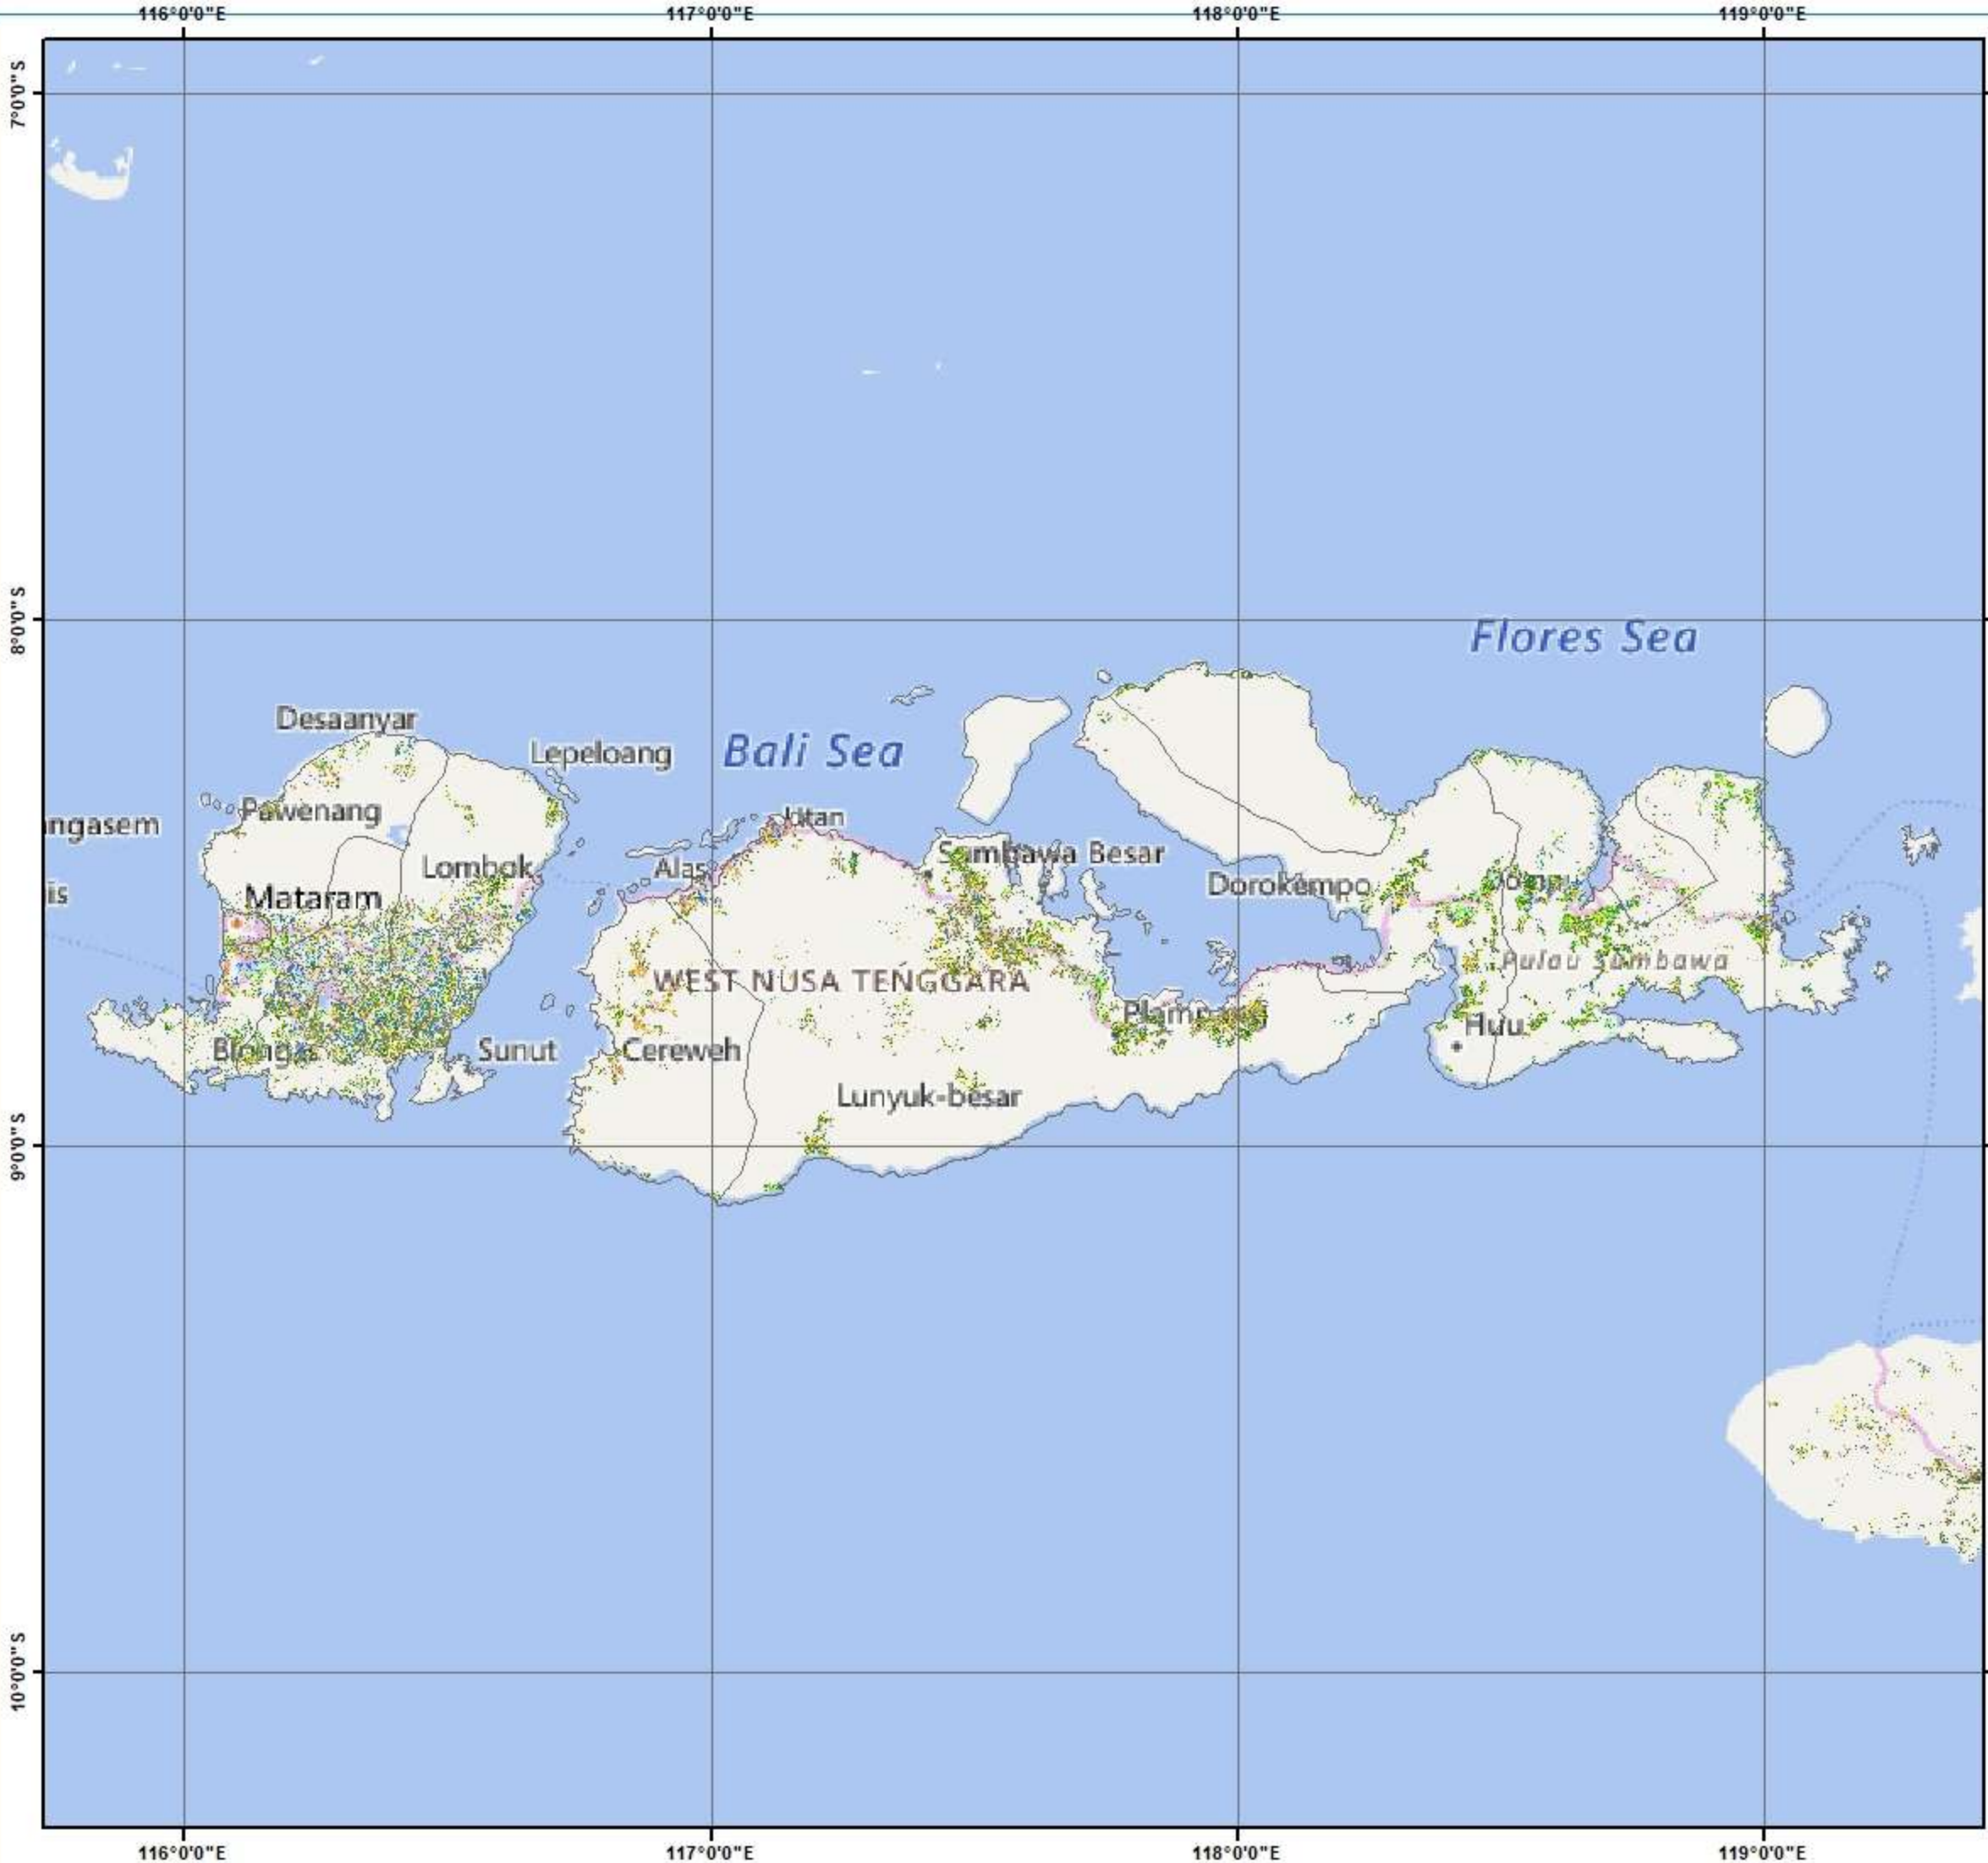 116°0'0"E 117°0'0"E 118°0'0"E 119°0'0"E
7°0'0"S
8°0'0"S
Flores Sea
Desaanyar
Lepeloang
Bali Sea
Pawenang
Utan
angasem
Sumbawa Besar
Lombok
Alas
Dorokempo
is
Mataram
Pulau Sumbawa
WEST NUSA TENGGARA
Plampang
Huu
Blongas
Sunut
Cereweh
Lunyuk-besar
9°0'0"S
10°0'0"S
116°0'0"E 117°0'0"E 118°0'0"E 119°0'0"E